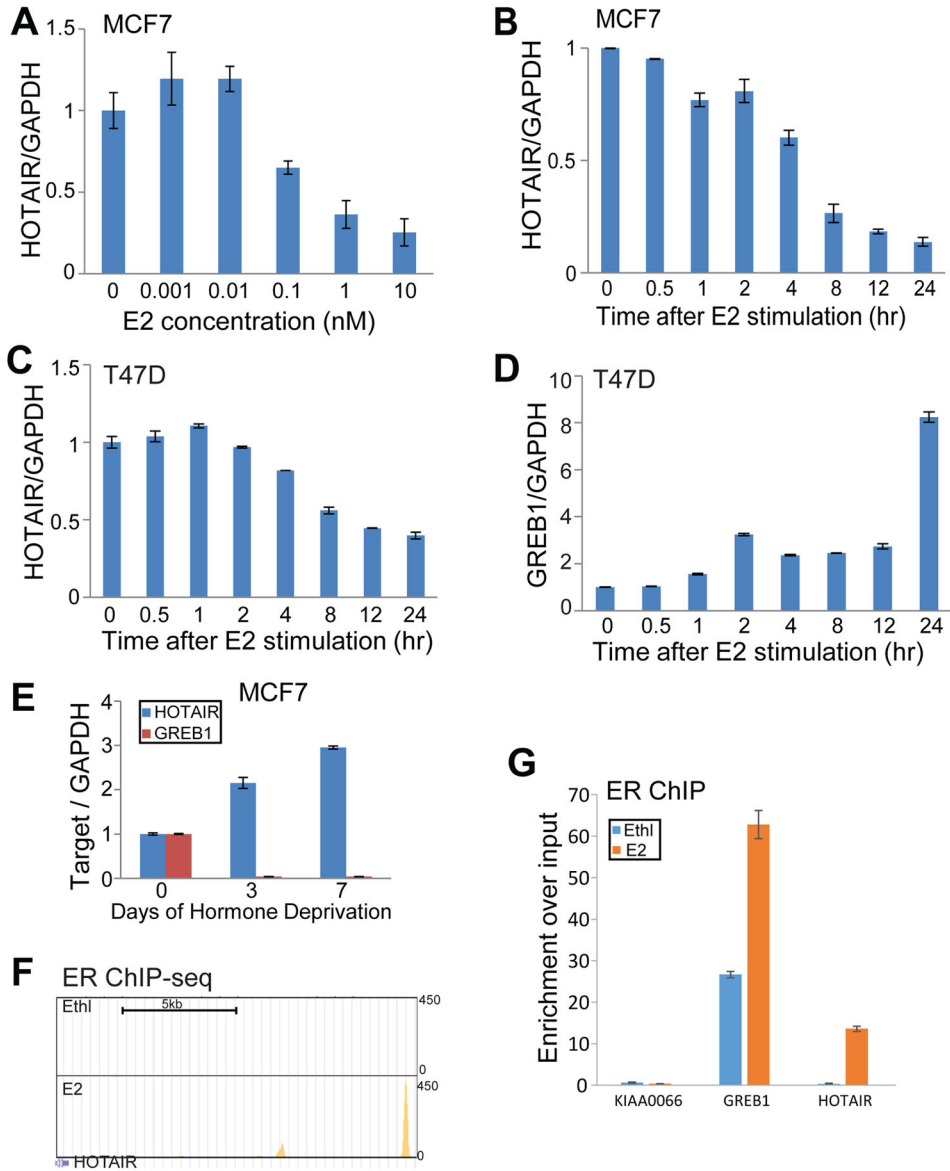 A
MCF7
HOTAIR/GAPDH
1.5
1
0.5
0
0 0.001 0.01 0.1 1 10
E2 concentration (nM)
B
MCF7
HOTAIR/GAPDH
1
0.5
0
0 0.5 1 2 4 8 12 24
Time after E2 stimulation (hr)
C
T47D
HOTAIR/GAPDH
1.5
1
0.5
0
0 0.5 1 2 4 8 12 24
Time after E2 stimulation (hr)
D
T47D
GREB1/GAPDH
10
8
6
4
2
0
0 0.5 1 2 4 8 12 24
Time after E2 stimulation (hr)
E
MCF7
HOTAIR
GREB1
Target / GAPDH
4
3
2
1
0
0 3 7
Days of Hormone Deprivation
F
ER ChIP-seq
Ethl
5kb
450
0
E2
450
0
HOTAIR
G
ER ChIP
Ethl
E2
Enrichment over input
70
60
50
40
30
20
10
0
KIAA0066 GREB1 HOTAIR